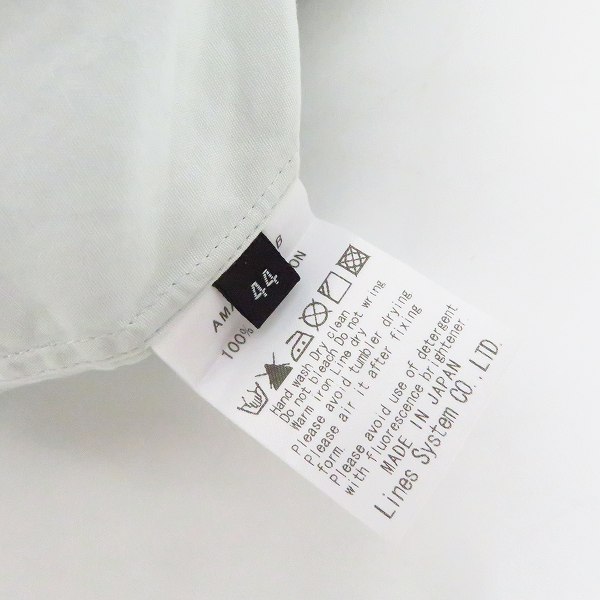 44
100%
Hand wash Dry clean
Do not bleach Do not wring
Warm iron Line dry
Please avoid tumbler drying
Please air it after fixing
form.
Please avoid use of detergent
with fluorescence brightener
MADE IN JAPAN
Lines System CO., LTD.